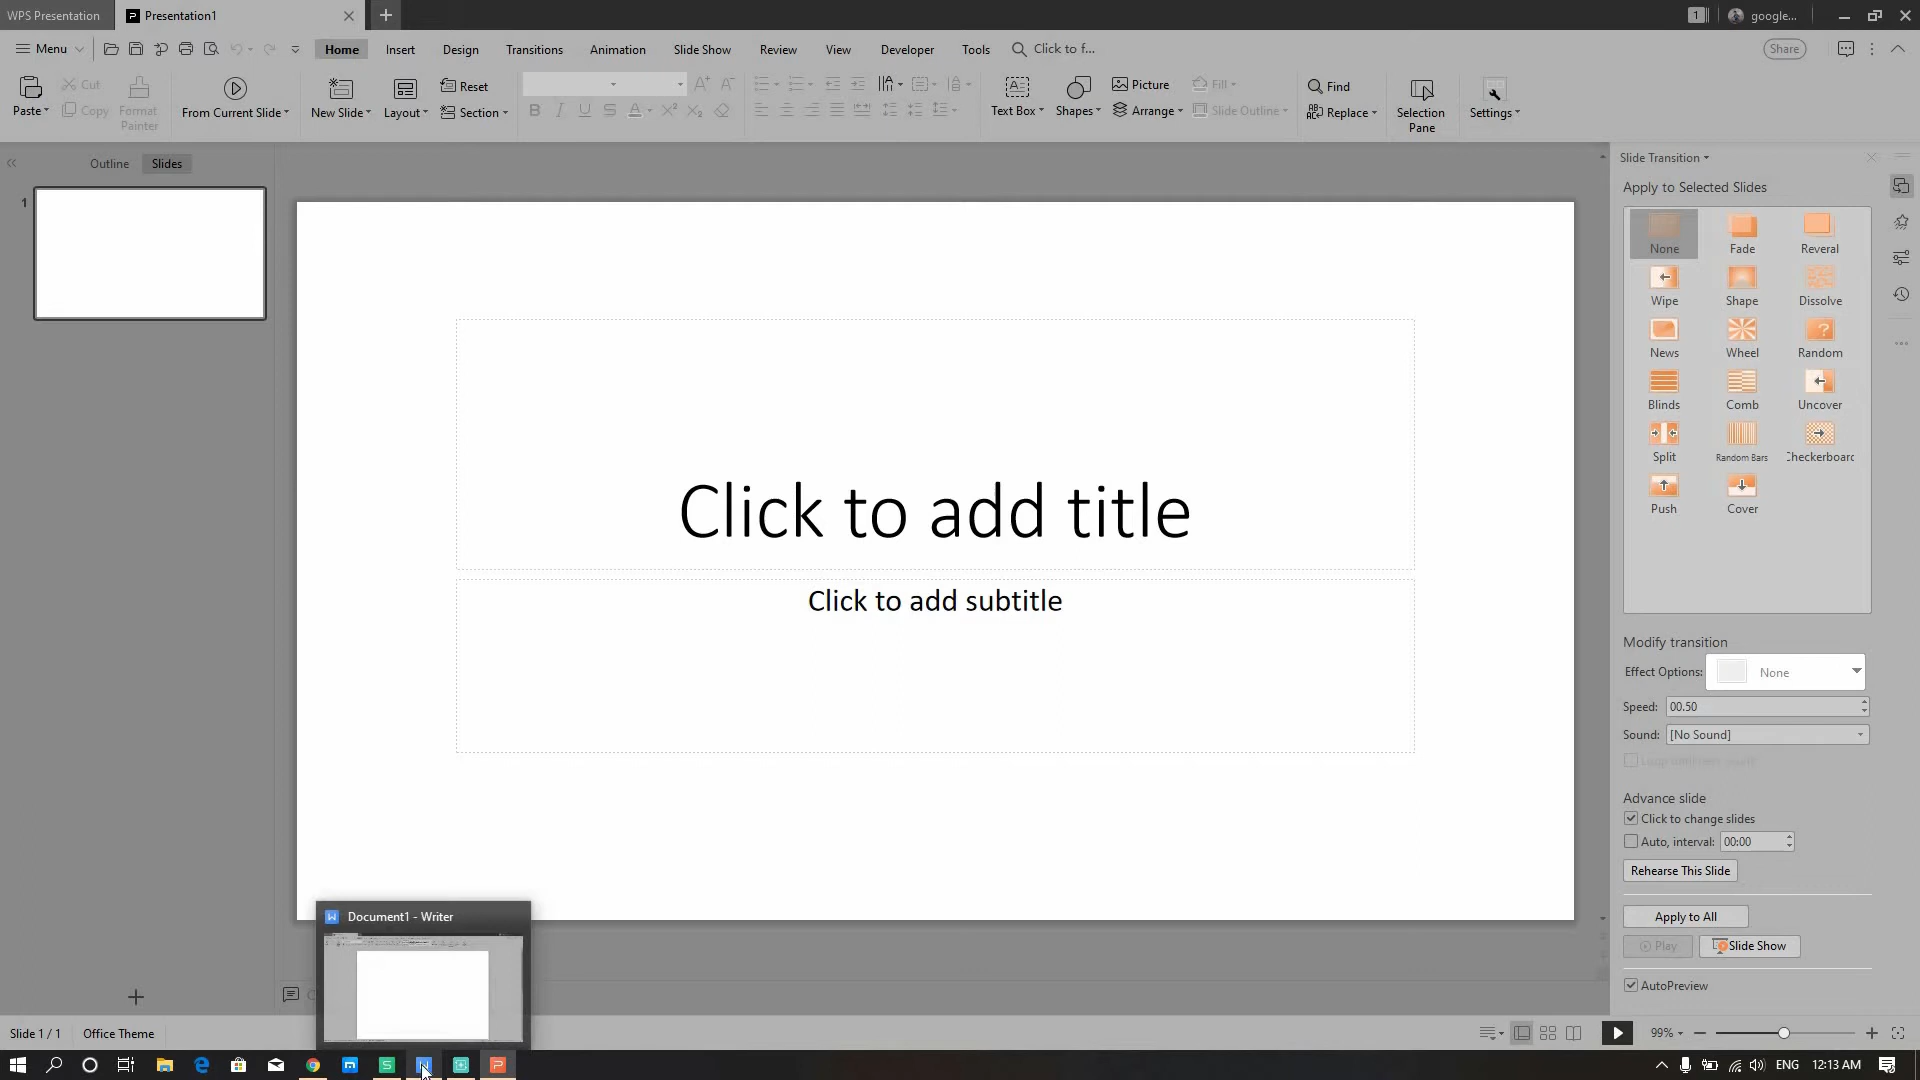 WPS Presentation
Presentation1
1
google...
Menu
Home
Insert
Design
Transitions
Animation
Slide Show
Review
View
Developer
Tools
Click to f...
Share
Paste
Cut
Copy
Format
Painter
From Current Slide
New Slide
Layout
Reset
Section
Text Box
Shapes
Picture
Arrange
Fill
Slide Outline
Find
Replace
Selection
Pane
Settings
Outline
Slides
1
Click to add title
Click to add subtitle
Slide Transition
Apply to Selected Slides
None
Fade
Reveral
Wipe
Shape
Dissolve
News
Wheel
Random
Blinds
Comb
Uncover
Split
Random Bars
Checkerboard
Push
Cover
Modify transition
Effect Options:
None
Speed:
00.50
Sound:
[No Sound]
Advance slide
Click to change slides
Auto, interval:
00:00
Rehearse This Slide
Apply to All
Play
Slide Show
AutoPreview
Document1 - Writer
Slide 1 / 1
Office Theme
99%
ENG
12:13 AM